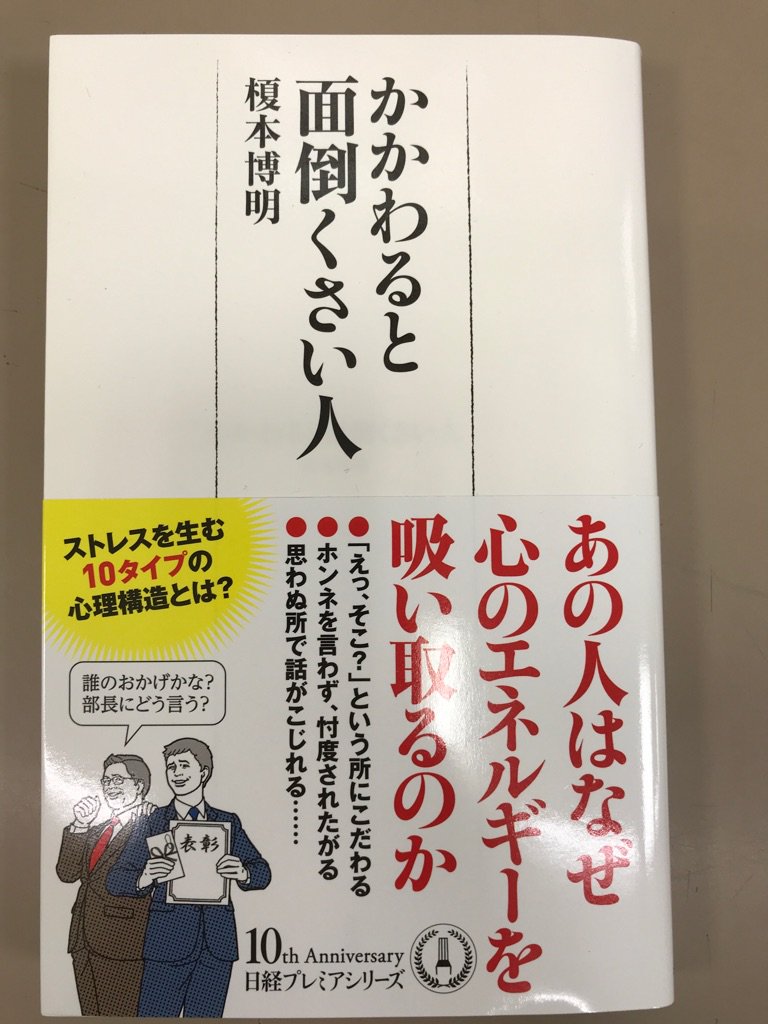 かかわると
面倒くさい人
榎本博明
あの人はなぜ
心のエネルギーを
吸い取るのか
●「えっ、そこ?」という所にこだわる
●ホンネを言わず、忖度されたがる
●思わぬ所で話がこじれる……
ストレスを生む
10タイプの
心理構造とは?
誰のおかげかな?
部長にどう言う?
表彰
10th Anniversary
日経プレミアシリーズ